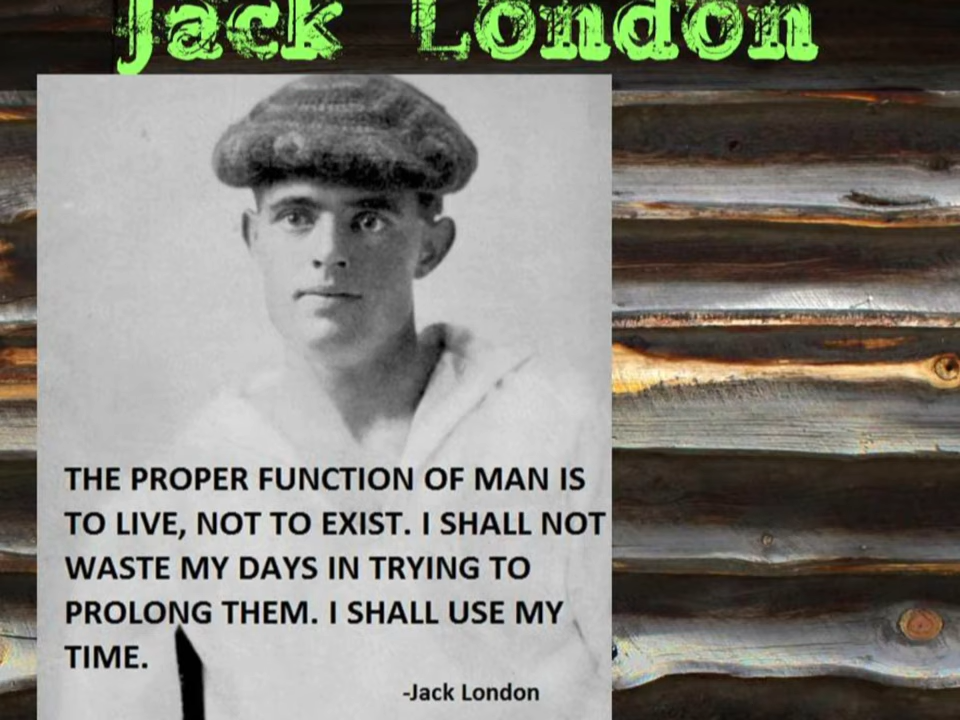 Jack London
THE PROPER FUNCTION OF MAN IS
TO LIVE, NOT TO EXIST. I SHALL NOT
WASTE MY DAYS IN TRYING TO
PROLONG THEM. I SHALL USE MY
TIME.
-Jack London